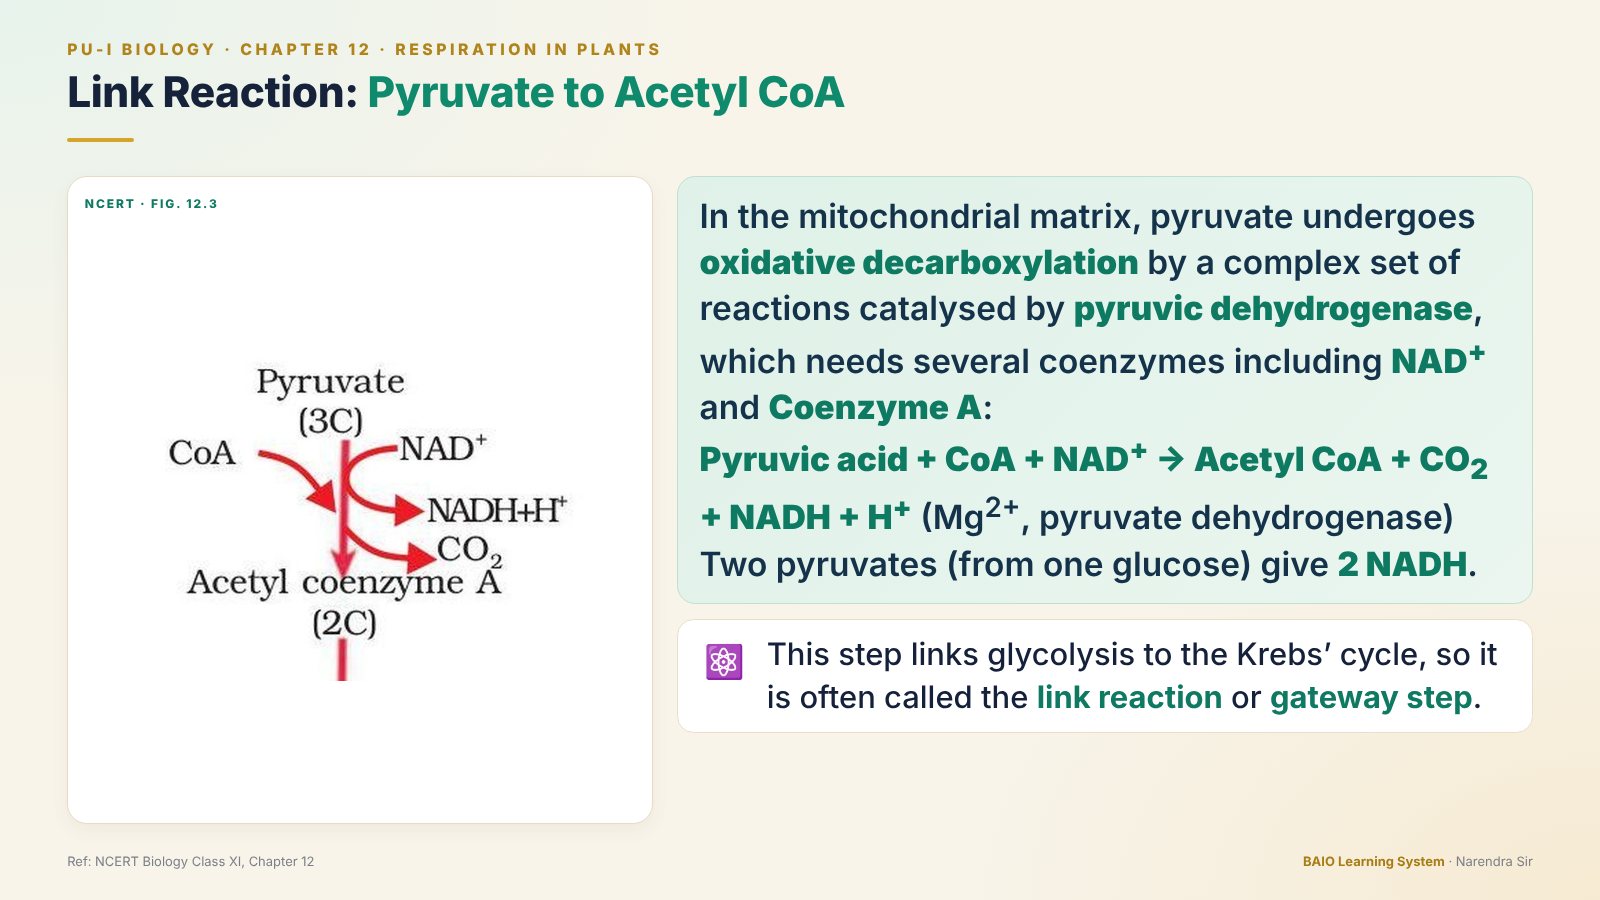 PU-I BIOLOGY · CHAPTER 12 · RESPIRATION IN PLANTS
Link Reaction: Pyruvate to Acetyl CoA
NCERT · FIG. 12.3
Pyruvate
(3C)
CoA
NAD⁺
NADH+H⁺
CO₂
Acetyl coenzyme A
(2C)
In the mitochondrial matrix, pyruvate undergoes
oxidative decarboxylation by a complex set of
reactions catalysed by pyruvic dehydrogenase,
which needs several coenzymes including NAD⁺
and Coenzyme A:
Pyruvic acid + CoA + NAD⁺ → Acetyl CoA + CO₂
+ NADH + H⁺ (Mg²⁺, pyruvate dehydrogenase)
Two pyruvates (from one glucose) give 2 NADH.
This step links glycolysis to the Krebs’ cycle, so it
is often called the link reaction or gateway step.
Ref: NCERT Biology Class XI, Chapter 12
BAIO Learning System · Narendra Sir